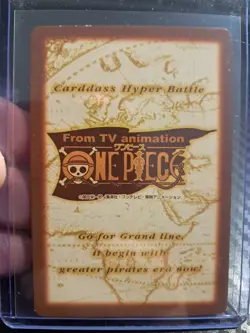 Carddass Hyper Battle
From TV animation
ワンピース
ONE PIECE
Go for Grand line,
it begin with
greater pirates era now!